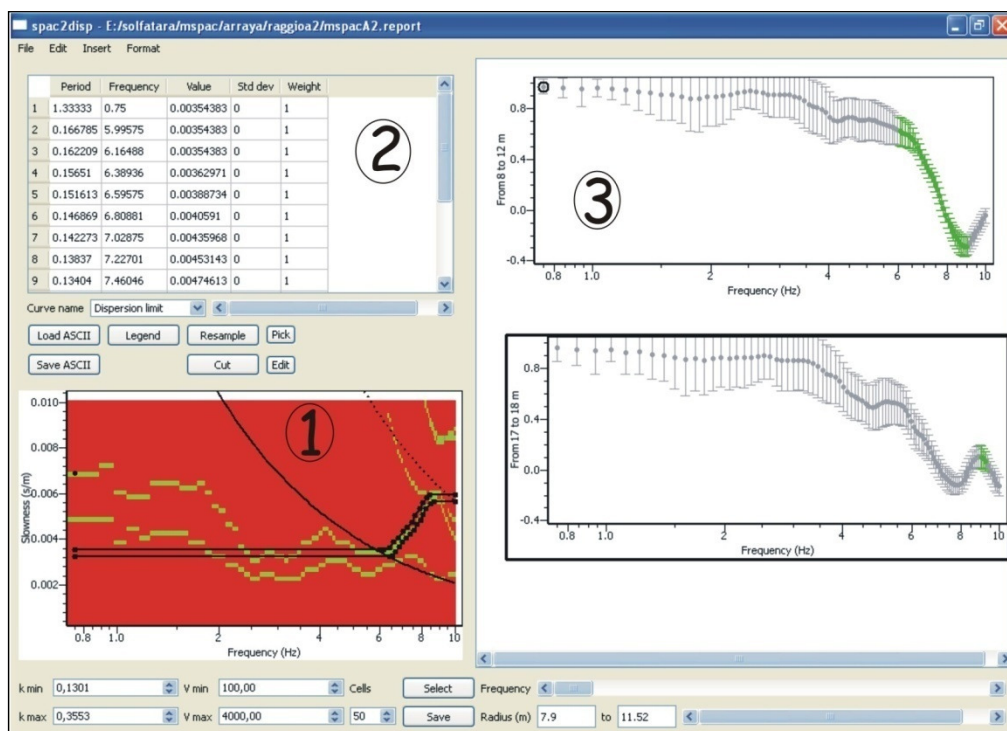 spac2disp - E:/solfatara/mspac/arraya/raggioa2/mspacA2.report
File Edit Insert Format
Period Frequency Value Std dev Weight
1 1.33333 0.75 0.00354383 0 1
2 0.166785 5.99575 0.00354383 0 1
3 0.162209 6.16488 0.00354383 0 1
4 0.15651 6.38936 0.00362971 0 1
5 0.151613 6.59575 0.00388734 0 1
6 0.146869 6.80881 0.0040591 0 1
7 0.142273 7.02875 0.00435968 0 1
8 0.13837 7.22701 0.00453143 0 1
9 0.13404 7.46046 0.00474613 0 1
2
Curve name Dispersion limit
Load ASCII Legend Resample Pick
Save ASCII Cut Edit
1
0.010
0.008
0.006
0.004
0.002
Slowness (s/m)
0.8 1.0 2 4 6 8 10
Frequency (Hz)
3
0.8
0.4
0.0
-0.4
From 8 to 12 m
0.8 1.0 2 4 6 8 10
Frequency (Hz)
0.8
0.4
0.0
-0.4
From 17 to 18 m
0.8 1.0 2 4 6 8 10
Frequency (Hz)
k min 0,1301 V min 100,00 Cells Select Frequency
k max 0,3553 V max 4000,00 50 Save Radius (m) 7.9 to 11.52